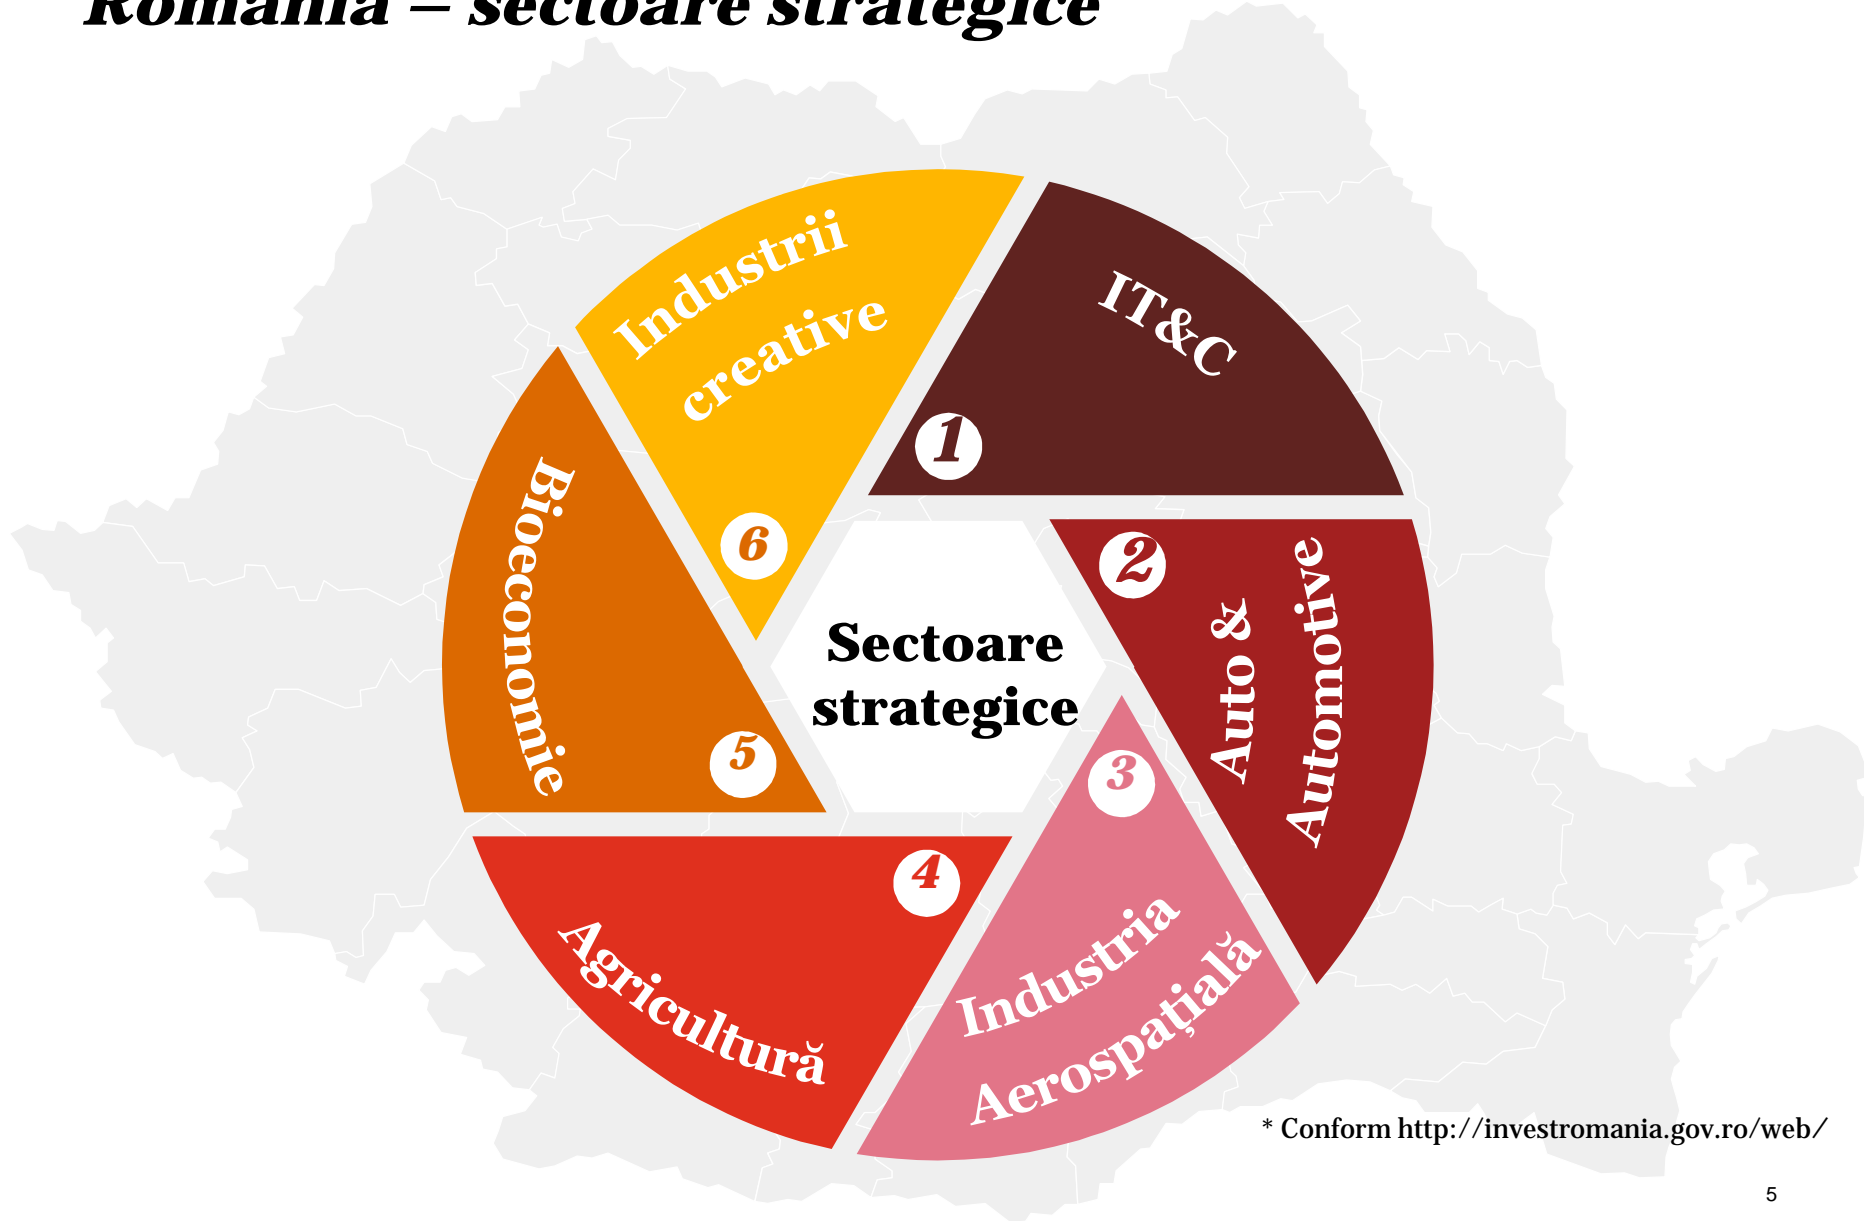 România – sectoare strategice
IT&C
1
2
Auto &
Automotive
3
Industria
Aerospațială
4
Agricultură
5
Bioeconomie
6
Industrii
creative
Sectoare
strategice
* Conform http://investromania.gov.ro/web/
5